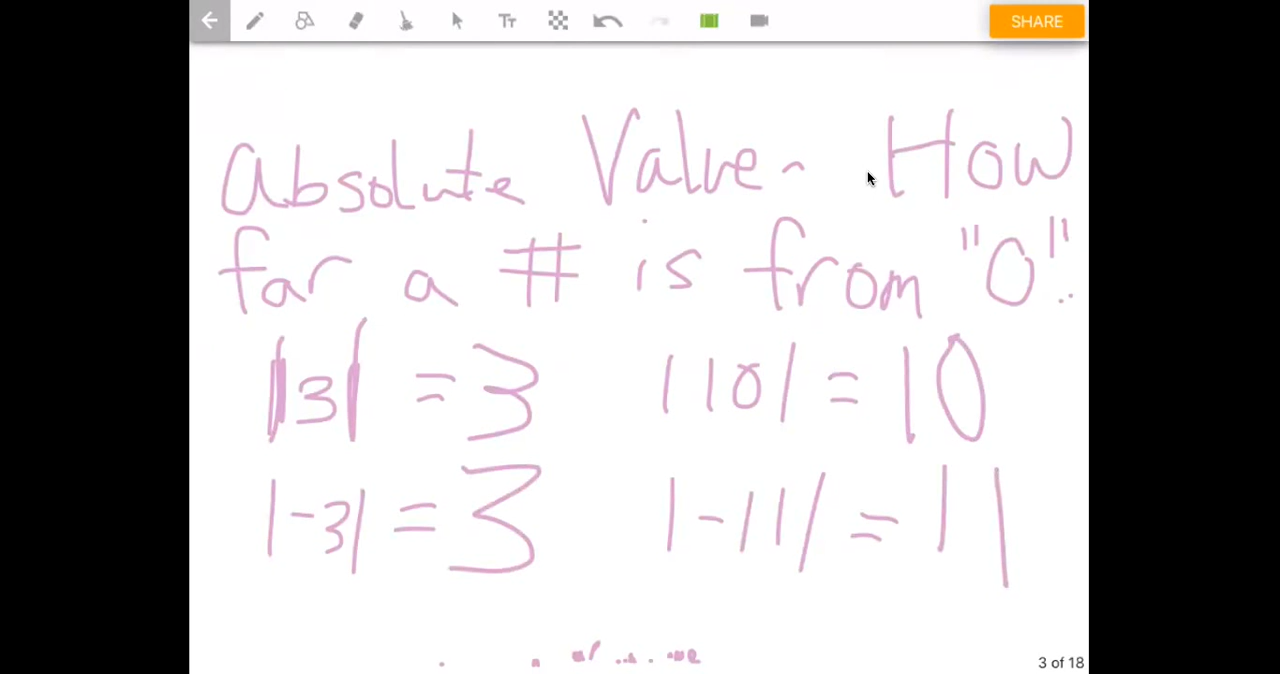 SHARE
Absolute Value - How
far a # is from "0".
|3| = 3 |10| = 10
|-3| = 3 |-11| = 11
3 of 18